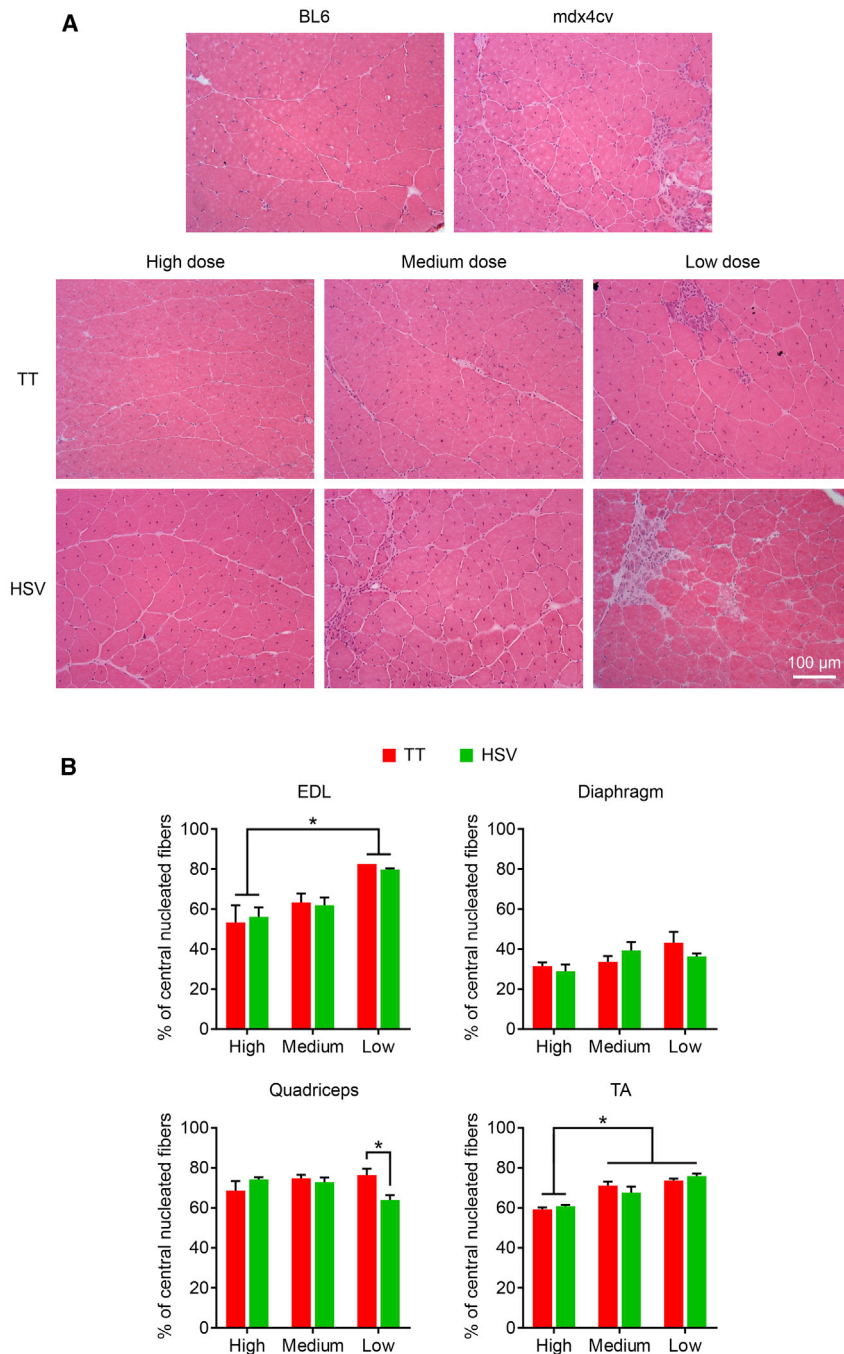 A
BL6 mdx4cv
High dose Medium dose Low dose
TT
HSV
100 µm
B
TT HSV
EDL Diaphragm
% of central nucleated fibers
100
80
60
40
20
0
*
High Medium Low
% of central nucleated fibers
100
80
60
40
20
0
High Medium Low
Quadriceps TA
% of central nucleated fibers
100
80
60
40
20
0
*
High Medium Low
% of central nucleated fibers
100
80
60
40
20
0
*
High Medium Low